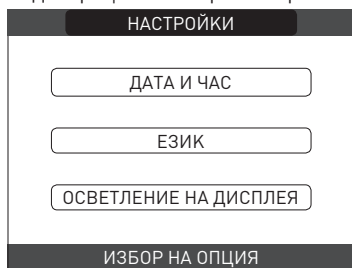 НАСТРОЙКИ
ДАТА И ЧАС
ЕЗИК
ОСВЕТЛЕНИЕ НА ДИСПЛЕЯ
ИЗБОР НА ОПЦИЯ